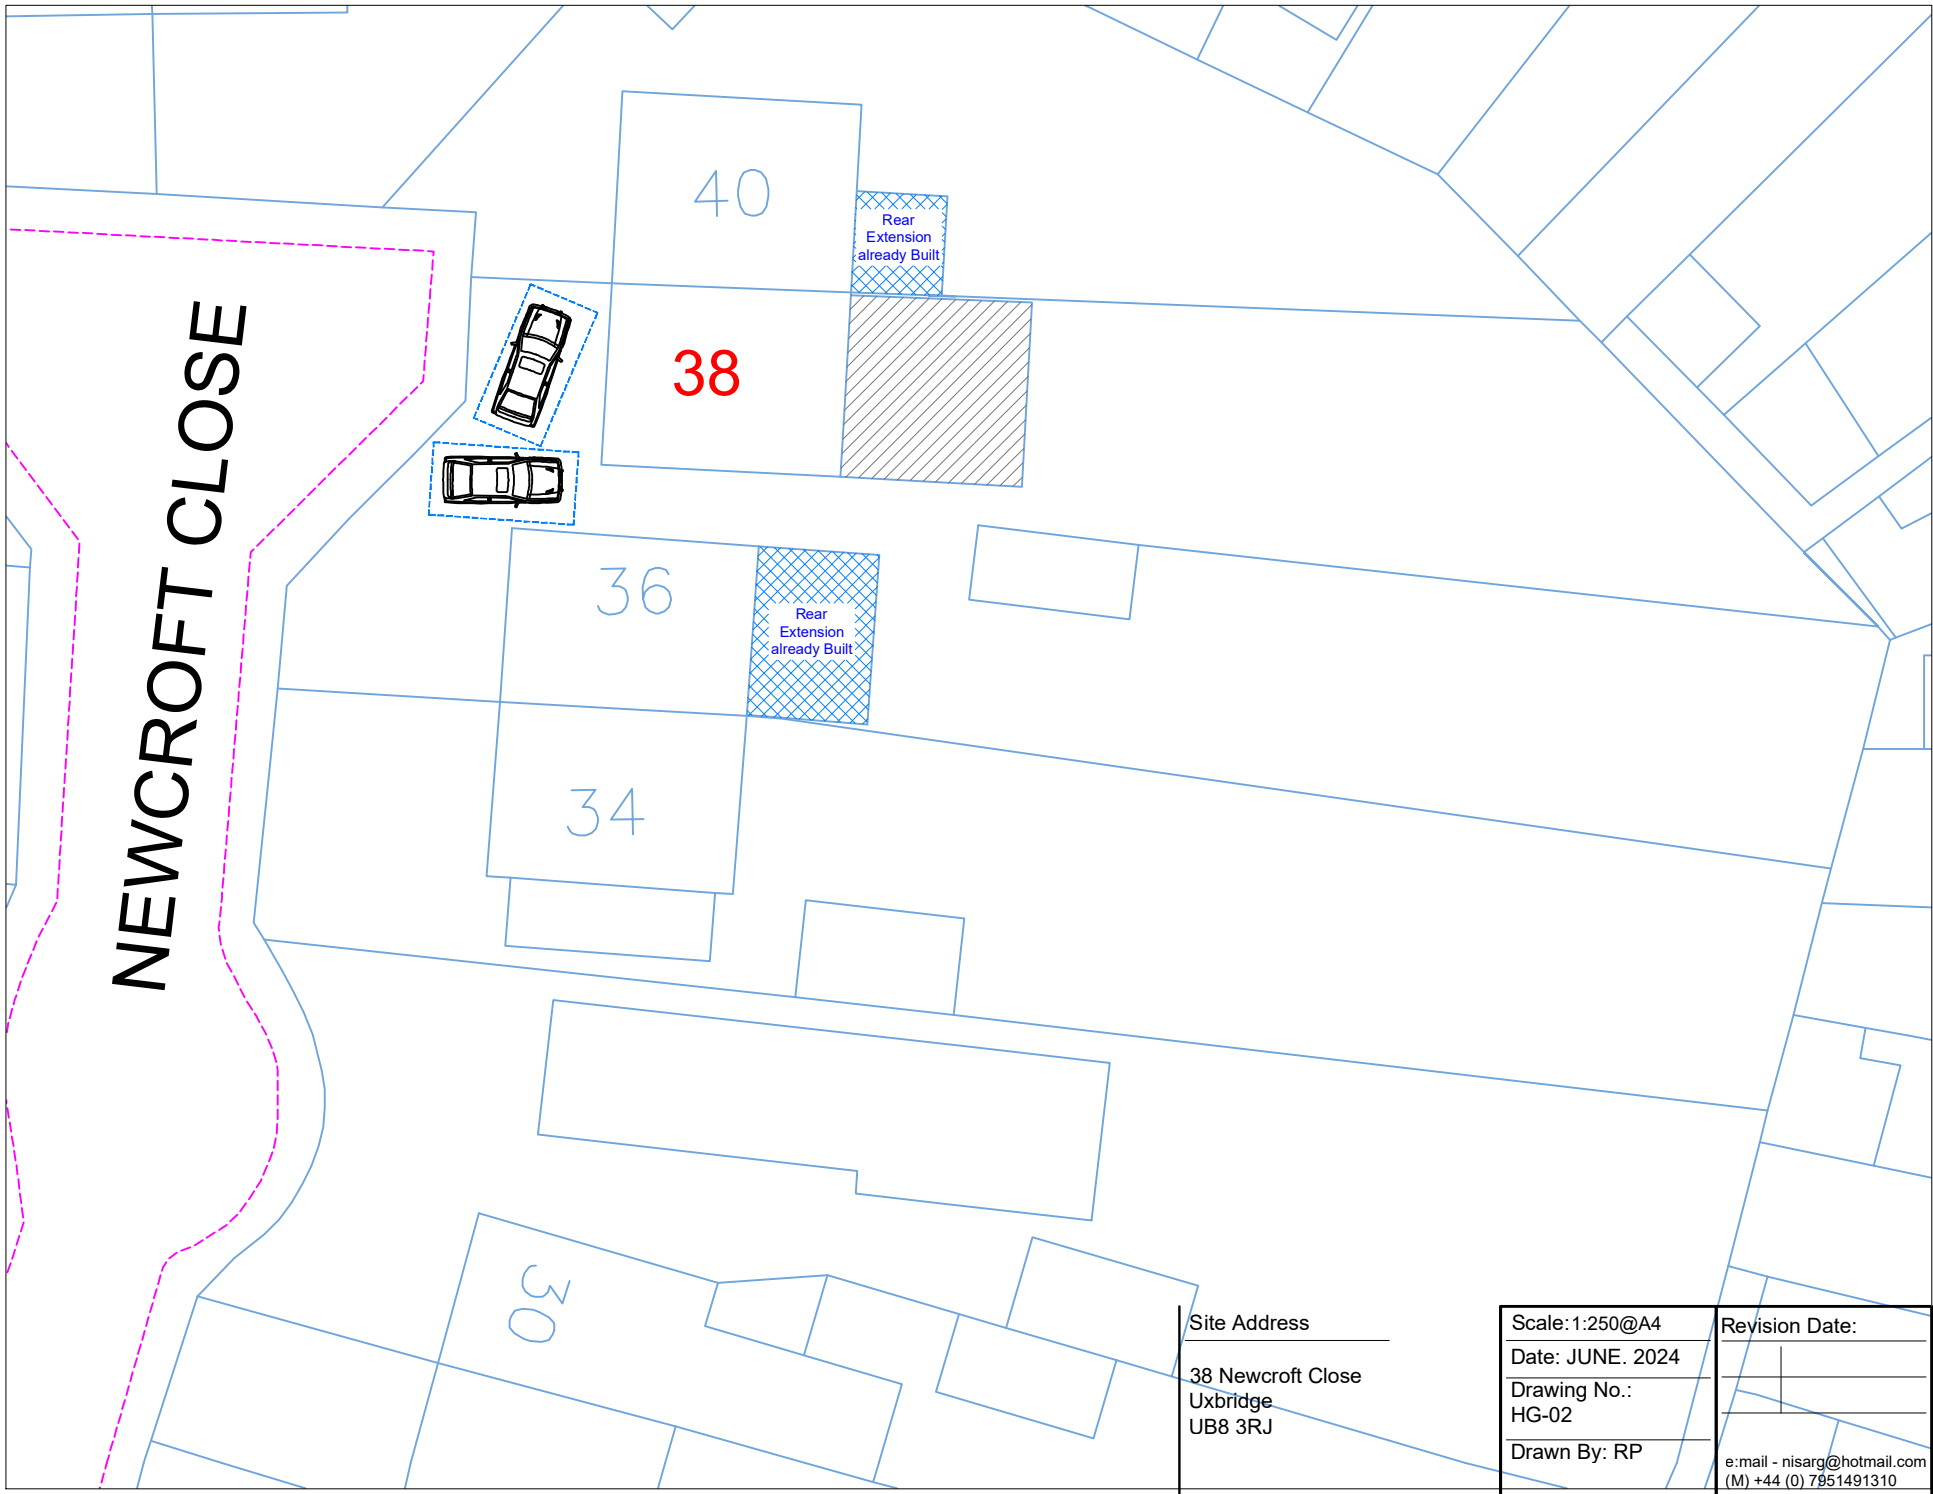 40
Rear
Extension
already Built
38
NEWCROFT CLOSE
36
Rear
Extension
already Built
34
30
Site Address
38 Newcroft Close
Uxbridge
UB8 3RJ
Scale:1:250@A4
Date: JUNE. 2024
Drawing No.:
HG-02
Drawn By: RP
Revision Date:
e:mail - nisarg@hotmail.com
(M) +44 (0) 7951491310